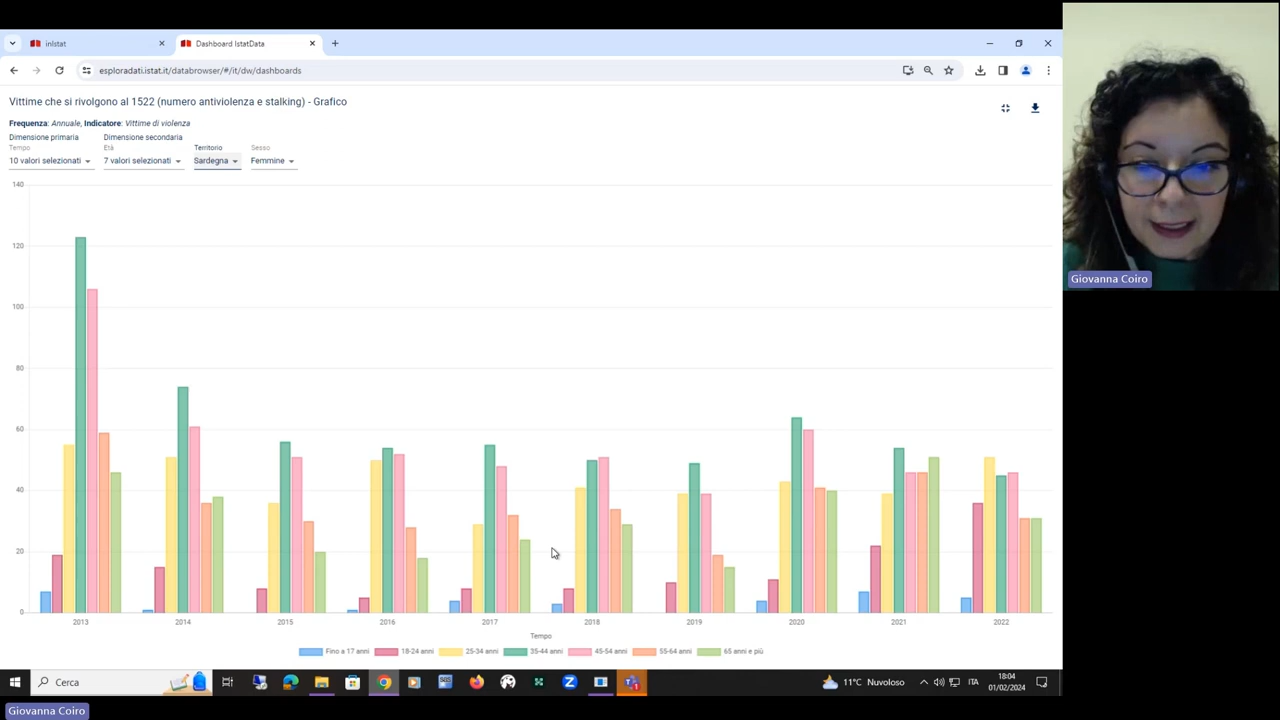 inIstat
Dashboard IstatData
esploradati.istat.it/databrowser/#/it/dw/dashboards
Vittime che si rivolgono al 1522 (numero antiviolenza e stalking) - Grafico
Frequenza: Annuale, Indicatore: Vittime di violenza
Dimensione primaria Dimensione secondaria
Tempo Età Territorio Sesso
10 valori selezionati 7 valori selezionati Sardegna Femmine
140
120
100
80
60
40
20
0
2013 2014 2015 2016 2017 2018 2019 2020 2021 2022
Tempo
Fino a 17 anni 18-24 anni 25-34 anni 35-44 anni 45-54 anni 55-64 anni 65 anni e più
Giovanna Coiro
Cerca
11°C Nuvoloso
ITA
18:04
01/02/2024
Giovanna Coiro